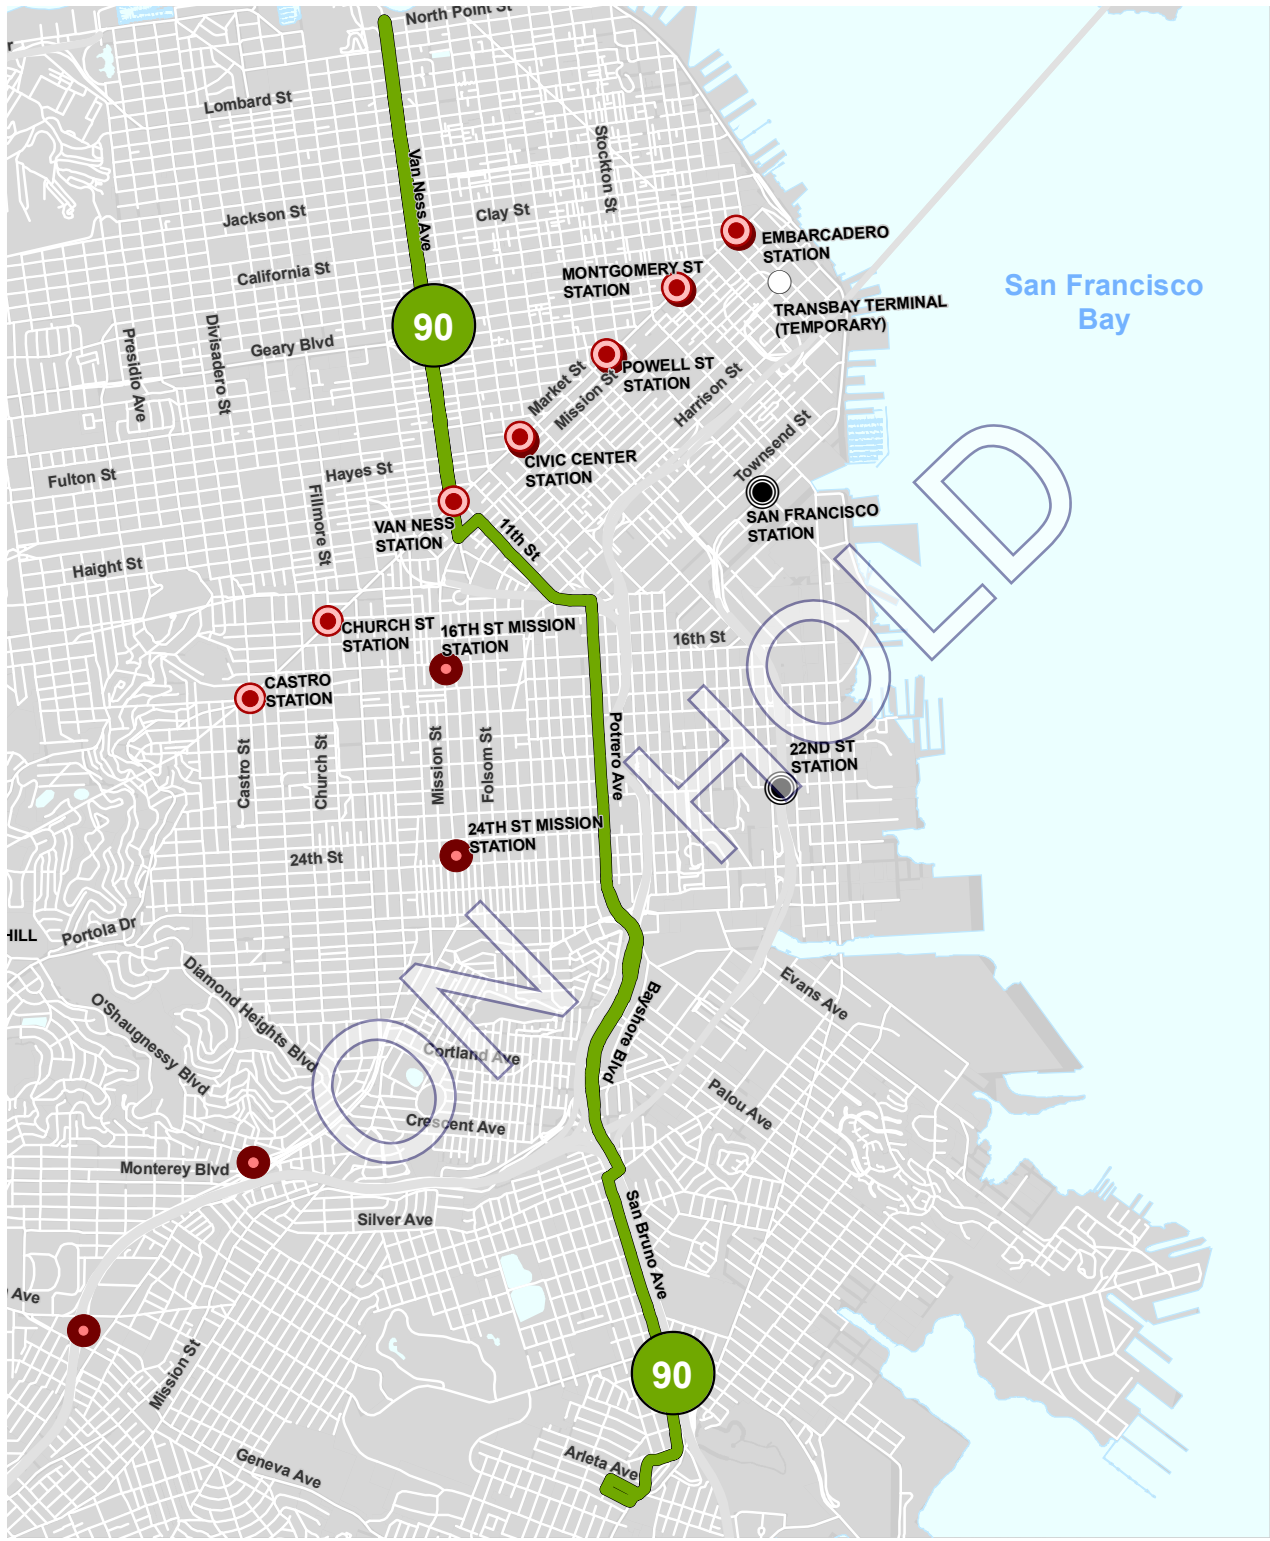 North Point St
r
Lombard St
Stockton St
Van Ness Ave
Jackson St
Clay St
EMBARCADERO
STATION
California St
MONTGOMERY ST
STATION
San Francisco
Bay
TRANSBAY TERMINAL
(TEMPORARY)
90
Presidio Ave
Divisadero St
Geary Blvd
POWELL ST
STATION
Market St
Mission St
Harrison St
Townsend St
CIVIC CENTER
STATION
Fulton St
Hayes St
Fillmore St
VAN NESS
STATION
11th St
SAN FRANCISCO
STATION
Haight St
CHURCH ST
STATION
16TH ST MISSION
STATION
16th St
CASTRO
STATION
Castro St
Church St
Mission St
Folsom St
Potrero Ave
22ND ST
STATION
24TH ST MISSION
STATION
24th St
HILL
Portola Dr
Diamond Heights Blvd
O'Shaugnessy Blvd
Evans Ave
Bayshore Blvd
Cortland Ave
Palou Ave
Crescent Ave
Monterey Blvd
Silver Ave
San Bruno Ave
Ave
90
Mission St
Geneva Ave
Arleta Ave
ON HOLD